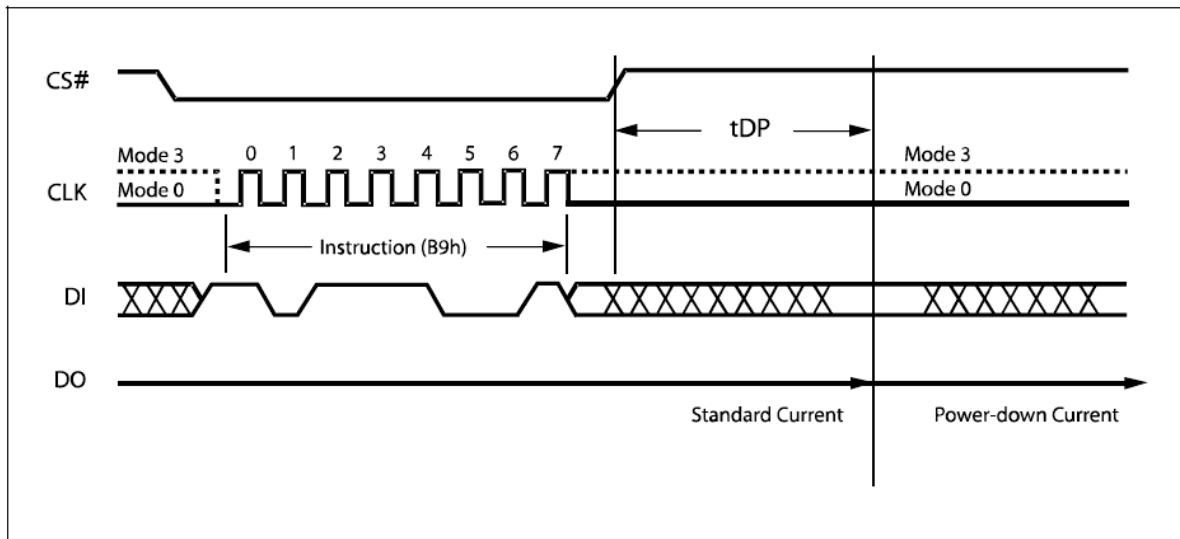 CS#
tDP
Mode 3
0 1 2 3 4 5 6 7
Mode 3
CLK
Mode 0
Mode 0
Instruction (B9h)
DI
DO
Standard Current
Power-down Current